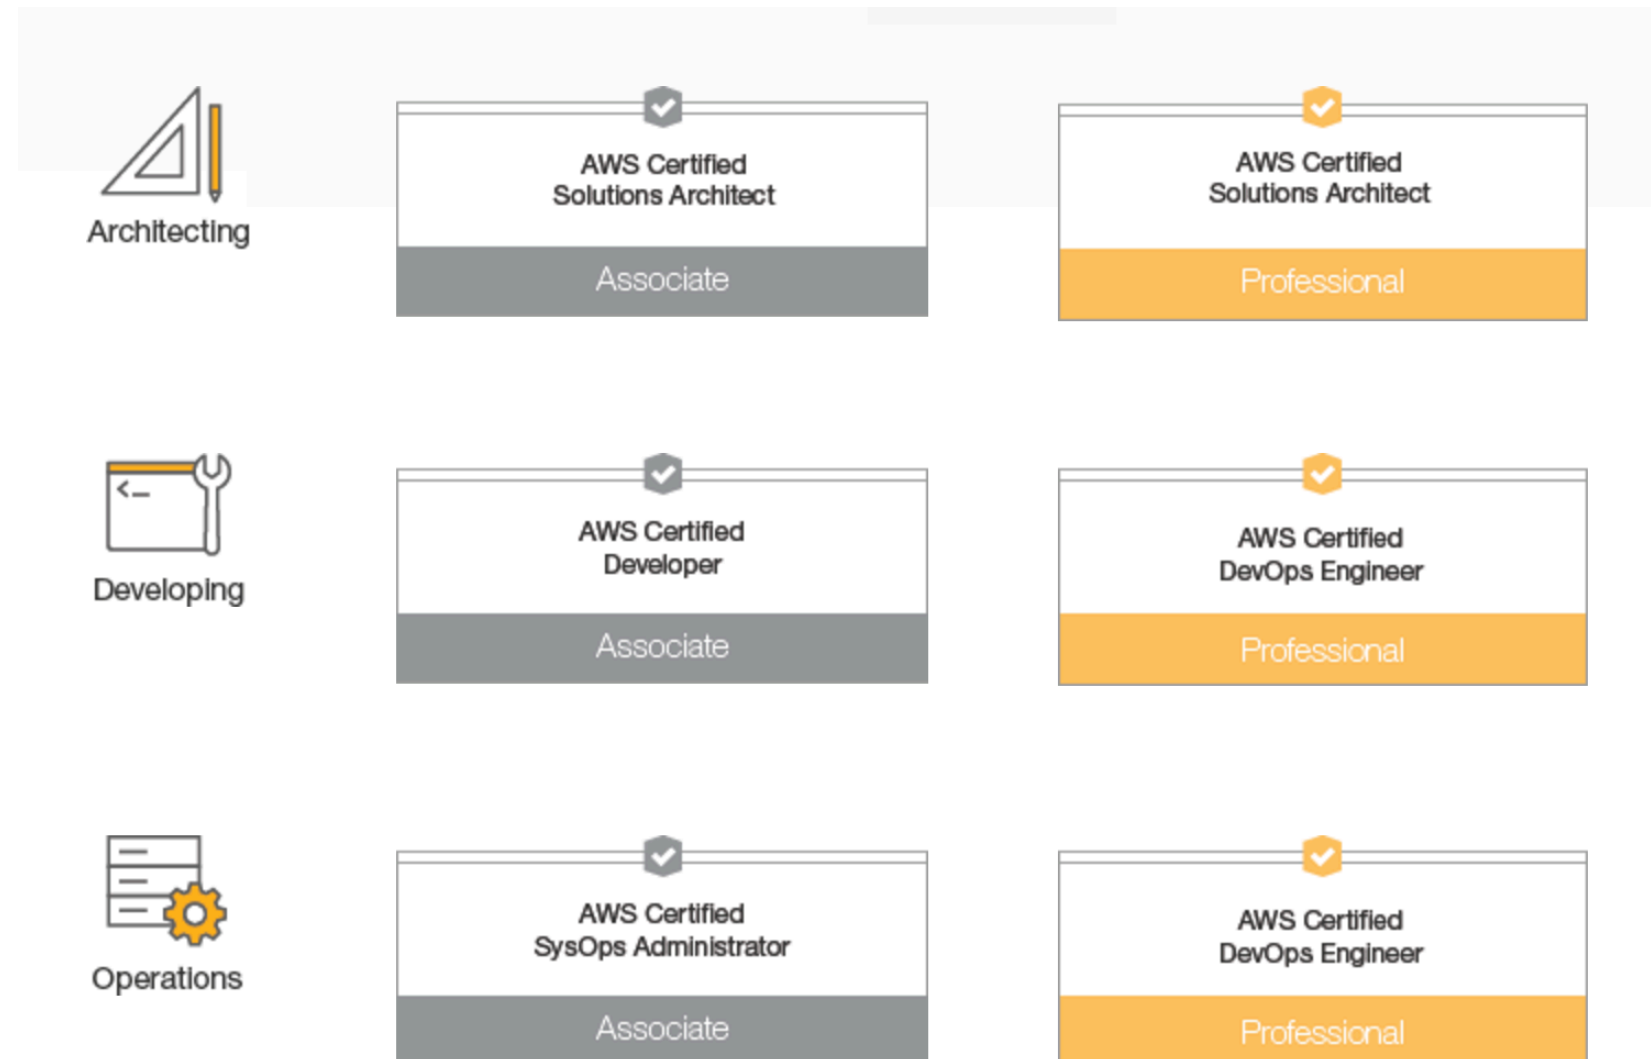 AWS Certified
Solutions Architect
Associate
AWS Certified
Solutions Architect
Professional
Architecting
<_
AWS Certified
Developer
Associate
AWS Certified
DevOps Engineer
Professional
Developing
AWS Certified
SysOps Administrator
Associate
AWS Certified
DevOps Engineer
Professional
Operations